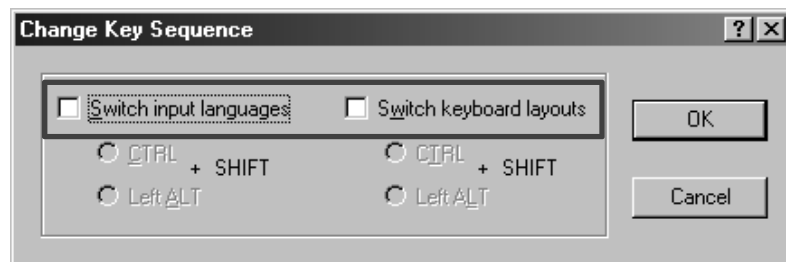 Change Key Sequence
Switch input languages Switch keyboard layouts OK
CTRL + SHIFT CTRL + SHIFT
Left ALT Left ALT Cancel